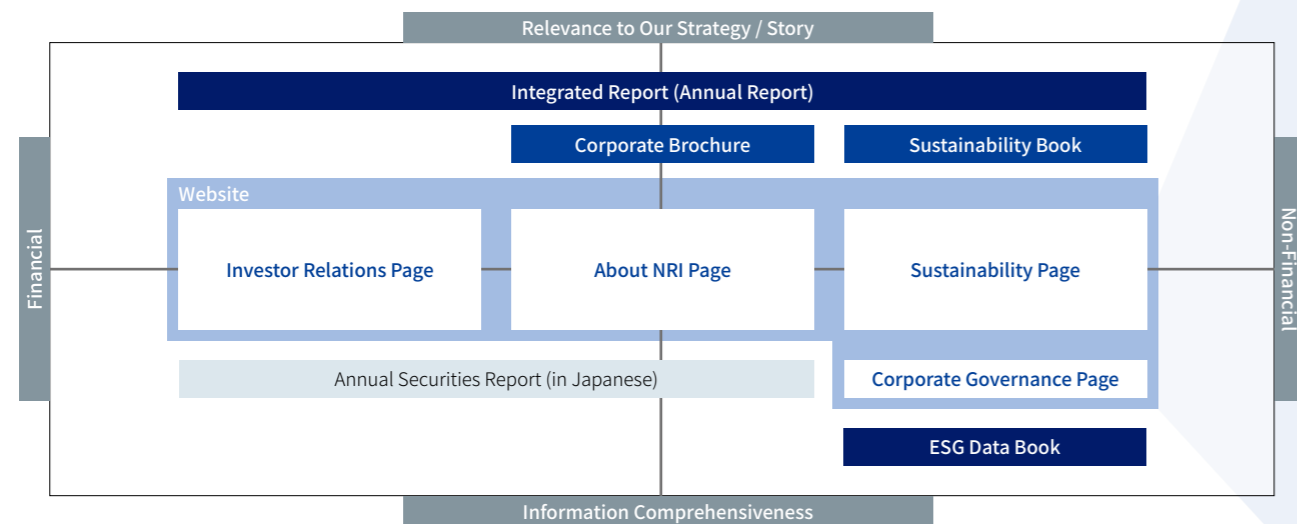 Relevance to Our Strategy / Story
Integrated Report (Annual Report)
Corporate Brochure
Sustainability Book
Website
Financial
Investor Relations Page
About NRI Page
Sustainability Page
Non-Financial
Annual Securities Report (in Japanese)
Corporate Governance Page
ESG Data Book
Information Comprehensiveness